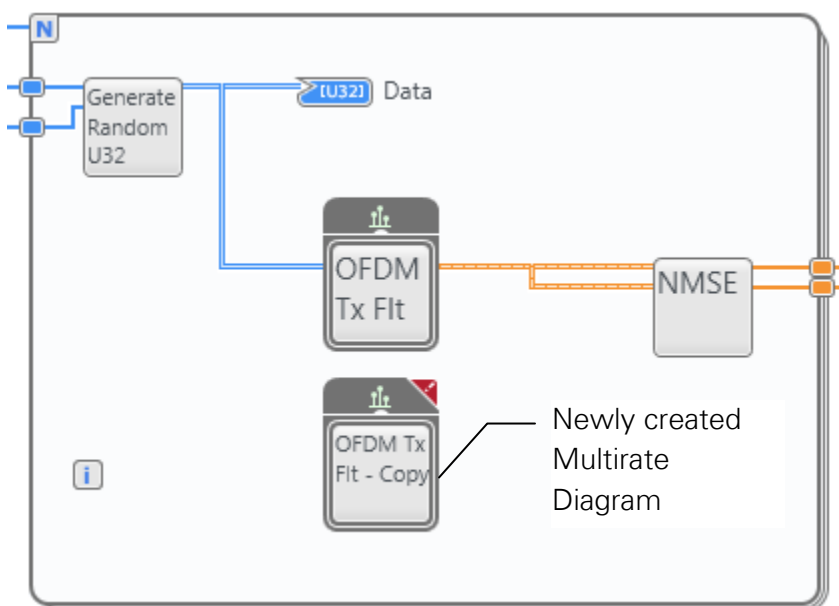 N
Generate
Random
U32
[U32]
Data
OFDM
Tx Flt
NMSE
OFDM Tx
Flt - Copy
Newly created
Multirate
Diagram
i